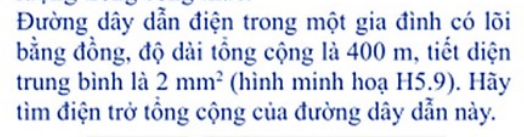 Đường dây dẫn điện trong một gia đình có lõi
bằng đồng, độ dài tổng cộng là 400 m, tiết diện
trung bình là 2 mm² (hình minh hoạ H5.9). Hãy
tìm điện trở tổng cộng của đường dây dẫn này.